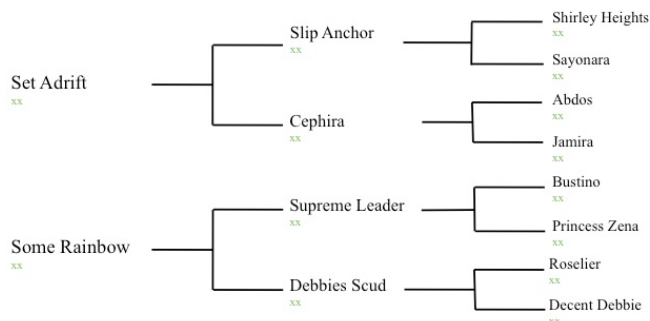 Shirley Heights
xx
Slip Anchor
xx
Sayonara
xx
Set Adrift
xx
Abdos
xx
Cephira
xx
Jamira
xx
Bustino
xx
Supreme Leader
xx
Princess Zena
xx
Some Rainbow
xx
Roselier
xx
Debbies Scud
xx
Decent Debbie
xx